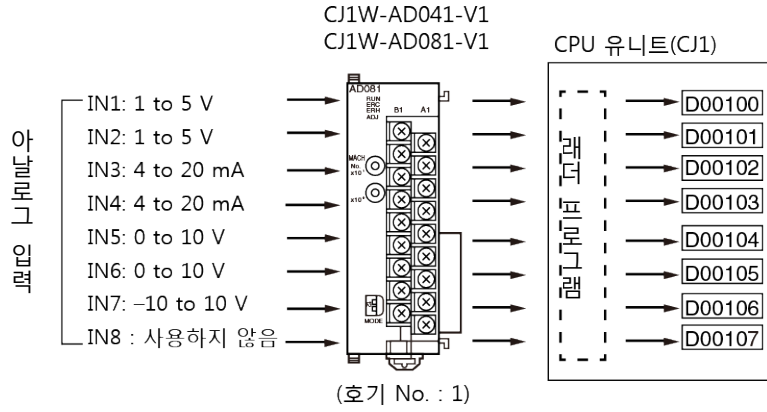 CJ1W-AD041-V1
CJ1W-AD081-V1
CPU 유니트(CJ1)
아날로그 입력
IN1: 1 to 5 V
IN2: 1 to 5 V
IN3: 4 to 20 mA
IN4: 4 to 20 mA
IN5: 0 to 10 V
IN6: 0 to 10 V
IN7: –10 to 10 V
IN8 : 사용하지 않음
AD081
RUN
ERC
ERH
ADJ
B1 A1
MACH
No.
x10¹
x10⁰
MODE
(호기 No. : 1)
래더 프로그램
D00100
D00101
D00102
D00103
D00104
D00105
D00106
D00107